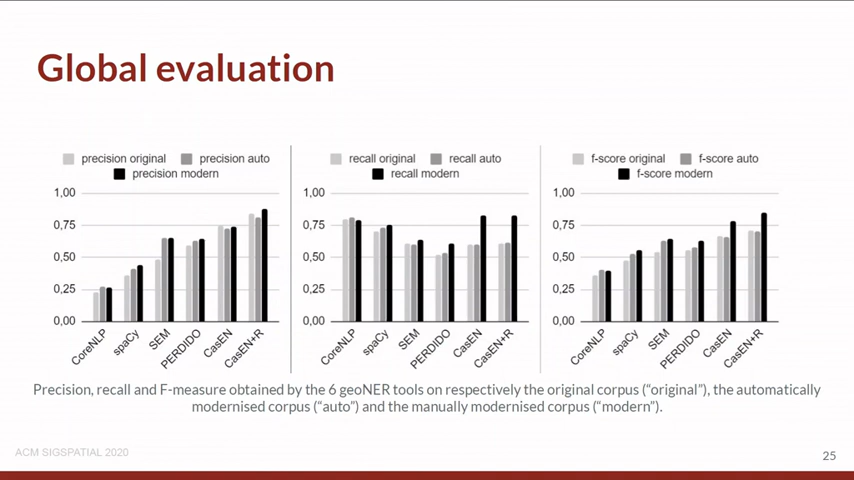 Global evaluation
precision original precision auto
precision modern
1,00
0,75
0,50
0,25
0,00
CoreNLP
spaCy
SEM
PERDIDO
CasEN
CasEN+R
recall original recall auto
recall modern
1,00
0,75
0,50
0,25
0,00
CoreNLP
spaCy
SEM
PERDIDO
CasEN
CasEN+R
f-score original f-score auto
f-score modern
1,00
0,75
0,50
0,25
0,00
CoreNLP
spaCy
SEM
PERDIDO
CasEN
CasEN+R
Precision, recall and F-measure obtained by the 6 geoNER tools on respectively the original corpus (“original”), the automatically
modernised corpus (“auto”) and the manually modernised corpus (“modern”).
ACM SIGSPATIAL 2020
25